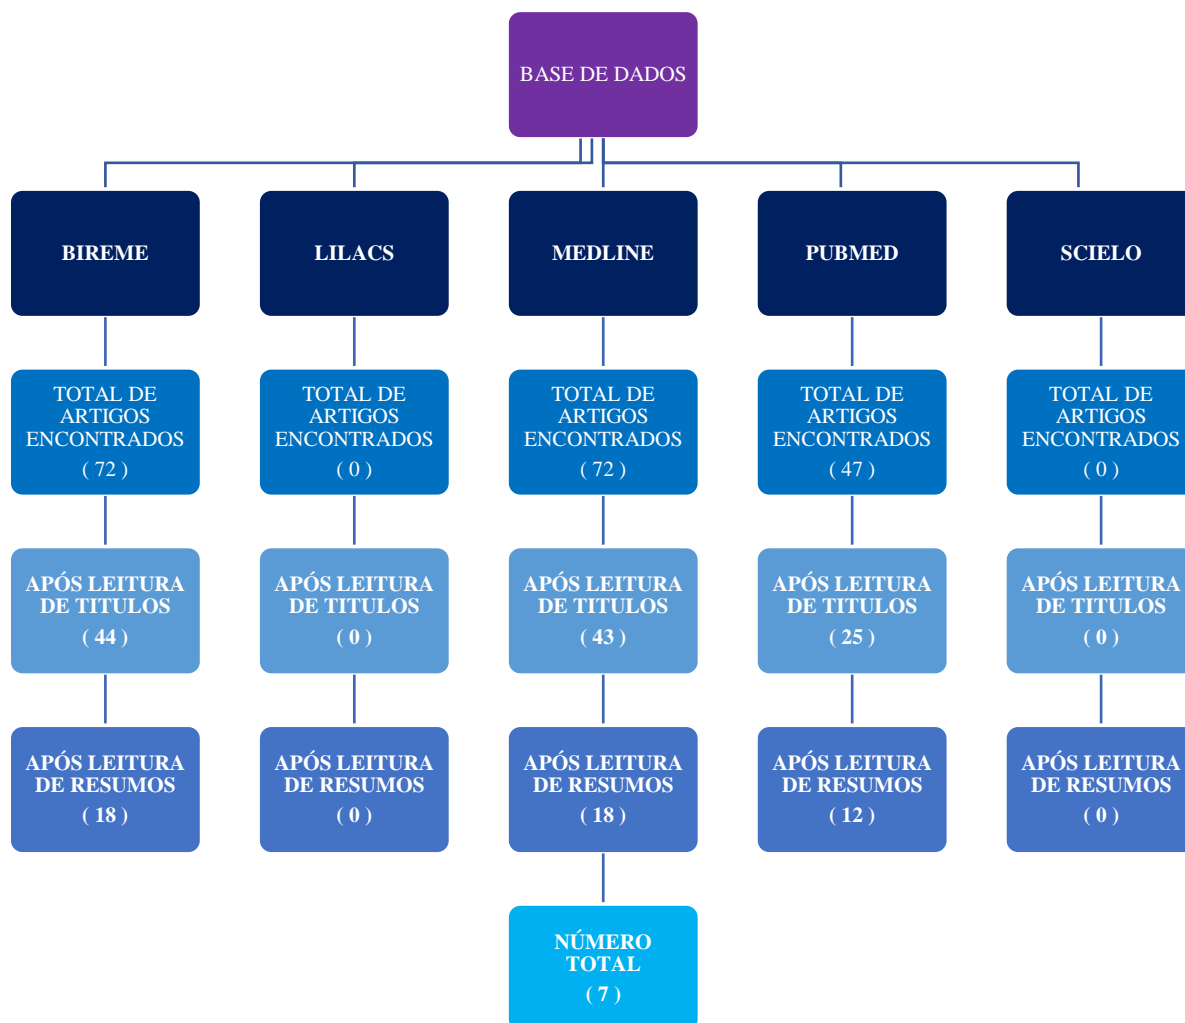 BASE DE DADOS
BIREME
LILACS
MEDLINE
PUBMED
SCIELO
TOTAL DE
ARTIGOS
ENCONTRADOS
( 72 )
TOTAL DE
ARTIGOS
ENCONTRADOS
( 0 )
TOTAL DE
ARTIGOS
ENCONTRADOS
( 72 )
TOTAL DE
ARTIGOS
ENCONTRADOS
( 47 )
TOTAL DE
ARTIGOS
ENCONTRADOS
( 0 )
APÓS LEITURA
DE TITULOS
( 44 )
APÓS LEITURA
DE TITULOS
( 0 )
APÓS LEITURA
DE TITULOS
( 43 )
APÓS LEITURA
DE TITULOS
( 25 )
APÓS LEITURA
DE TITULOS
( 0 )
APÓS LEITURA
DE RESUMOS
( 18 )
APÓS LEITURA
DE RESUMOS
( 0 )
APÓS LEITURA
DE RESUMOS
( 18 )
APÓS LEITURA
DE RESUMOS
( 12 )
APÓS LEITURA
DE RESUMOS
( 0 )
NÚMERO
TOTAL
( 7 )